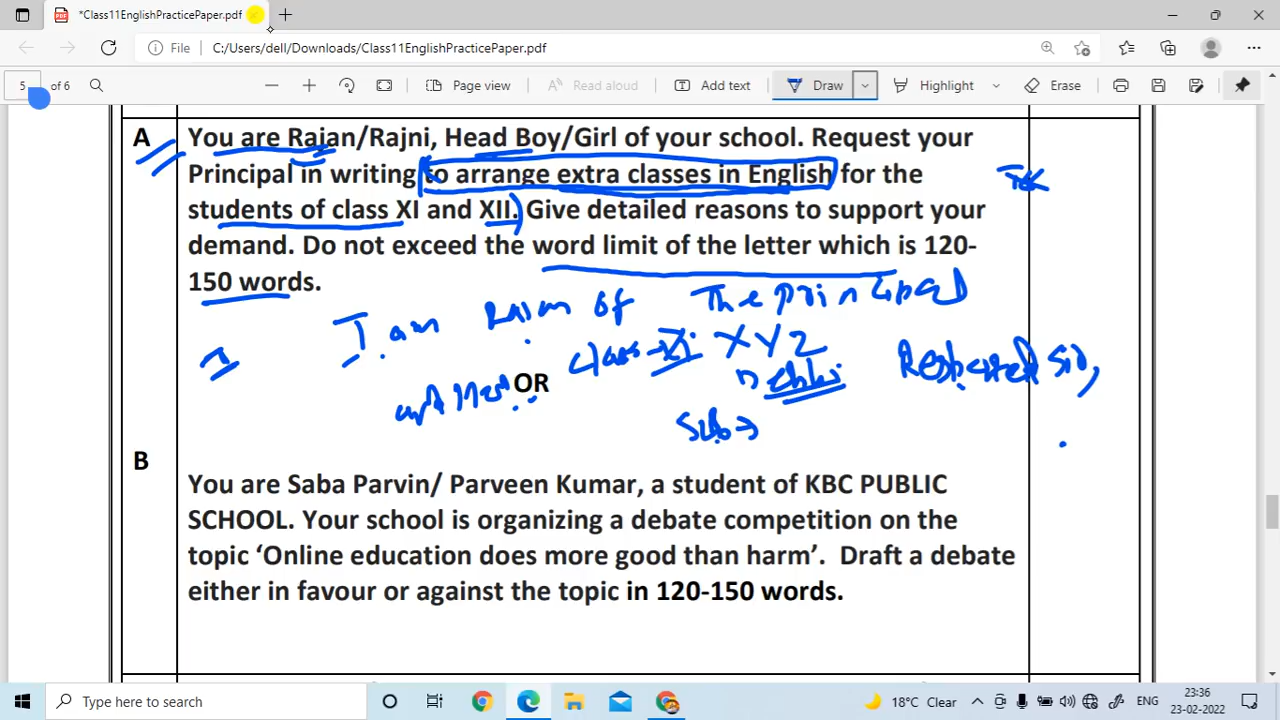 *Class11EnglishPracticePaper.pdf
File C:/Users/dell/Downloads/Class11EnglishPracticePaper.pdf
5 of 6 Page view Read aloud Add text Draw Highlight Erase
A You are Rajan/Rajni, Head Boy/Girl of your school. Request your
Principal in writing to arrange extra classes in English for the
students of class XI and XII. Give detailed reasons to support your
demand. Do not exceed the word limit of the letter which is 120-
150 words.
I am
of
The principal
class-XI XYZ
Respected sir,
OR
Sub
B
You are Saba Parvin/ Parveen Kumar, a student of KBC PUBLIC
SCHOOL. Your school is organizing a debate competition on the
topic ‘Online education does more good than harm’. Draft a debate
either in favour or against the topic in 120-150 words.
Type here to search
18°C Clear ENG 23:36
23-02-2022